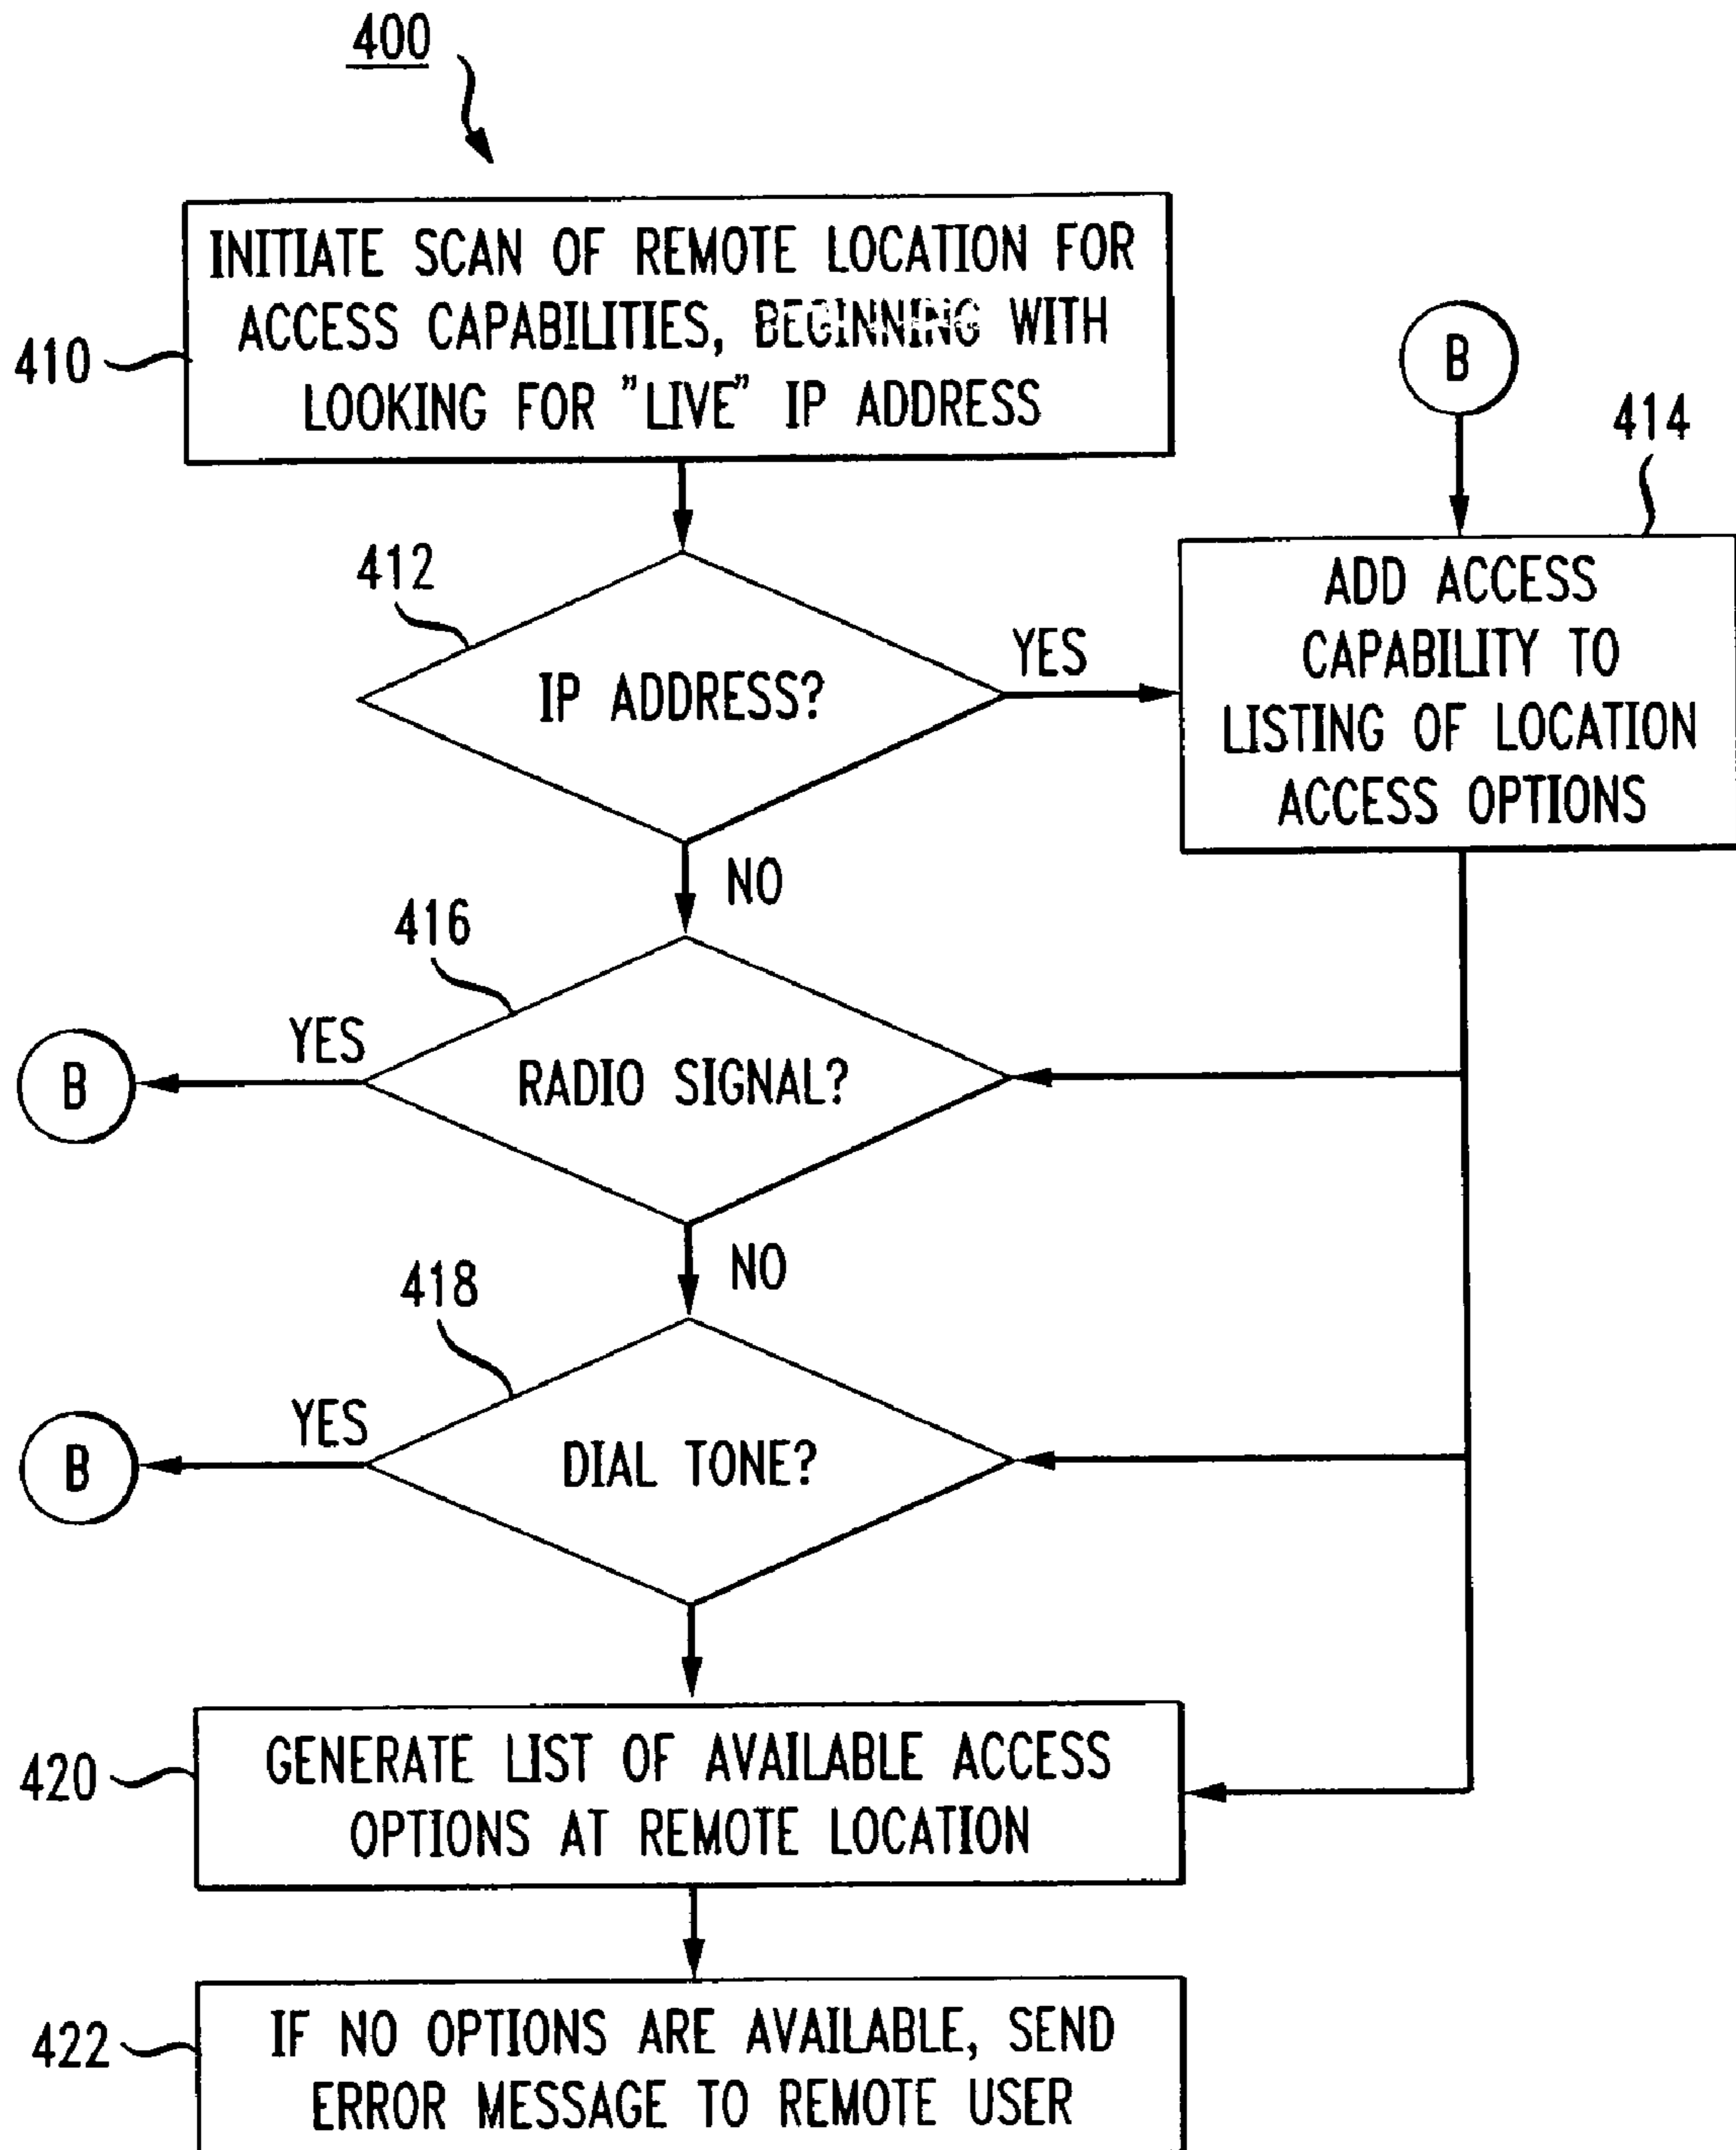 400
410
INITIATE SCAN OF REMOTE LOCATION FOR
ACCESS CAPABILITIES, BEGINNING WITH
LOOKING FOR "LIVE" IP ADDRESS
B
414
ADD ACCESS
CAPABILITY TO
LISTING OF LOCATION
ACCESS OPTIONS
412
IP ADDRESS?
YES
NO
416
RADIO SIGNAL?
YES
B
NO
418
DIAL TONE?
YES
B
420
GENERATE LIST OF AVAILABLE ACCESS
OPTIONS AT REMOTE LOCATION
422
IF NO OPTIONS ARE AVAILABLE, SEND
ERROR MESSAGE TO REMOTE USER